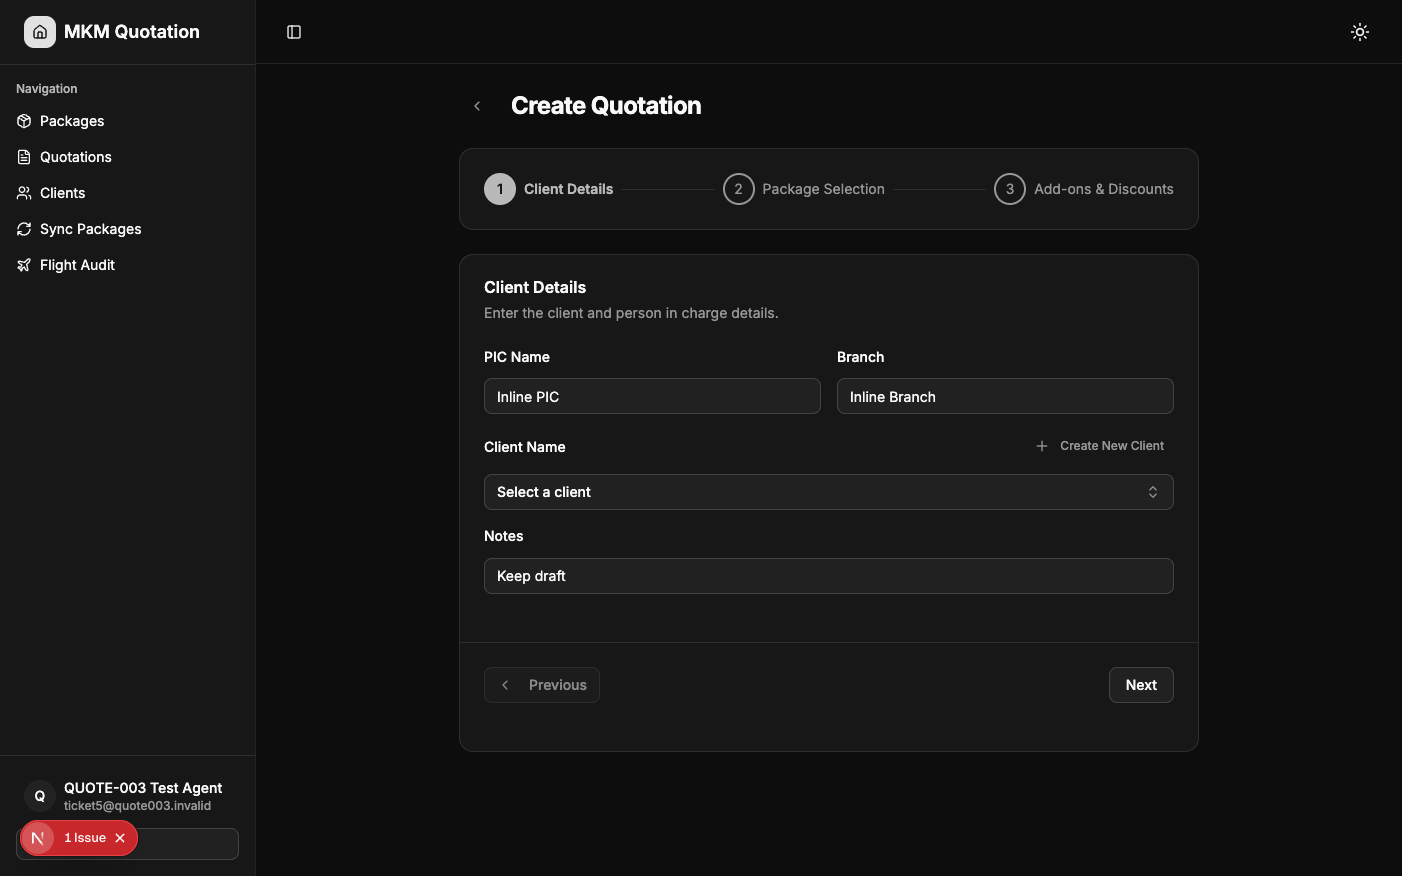 MKM Quotation
Navigation
Packages
Quotations
Clients
Sync Packages
Flight Audit
Create Quotation
1 Client Details
2 Package Selection
3 Add-ons & Discounts
Client Details
Enter the client and person in charge details.
PIC Name
Branch
Inline PIC
Inline Branch
Client Name
Create New Client
Select a client
Notes
Keep draft
Previous
Next
Q
QUOTE-003 Test Agent
ticket5@quote003.invalid
N
1 Issue